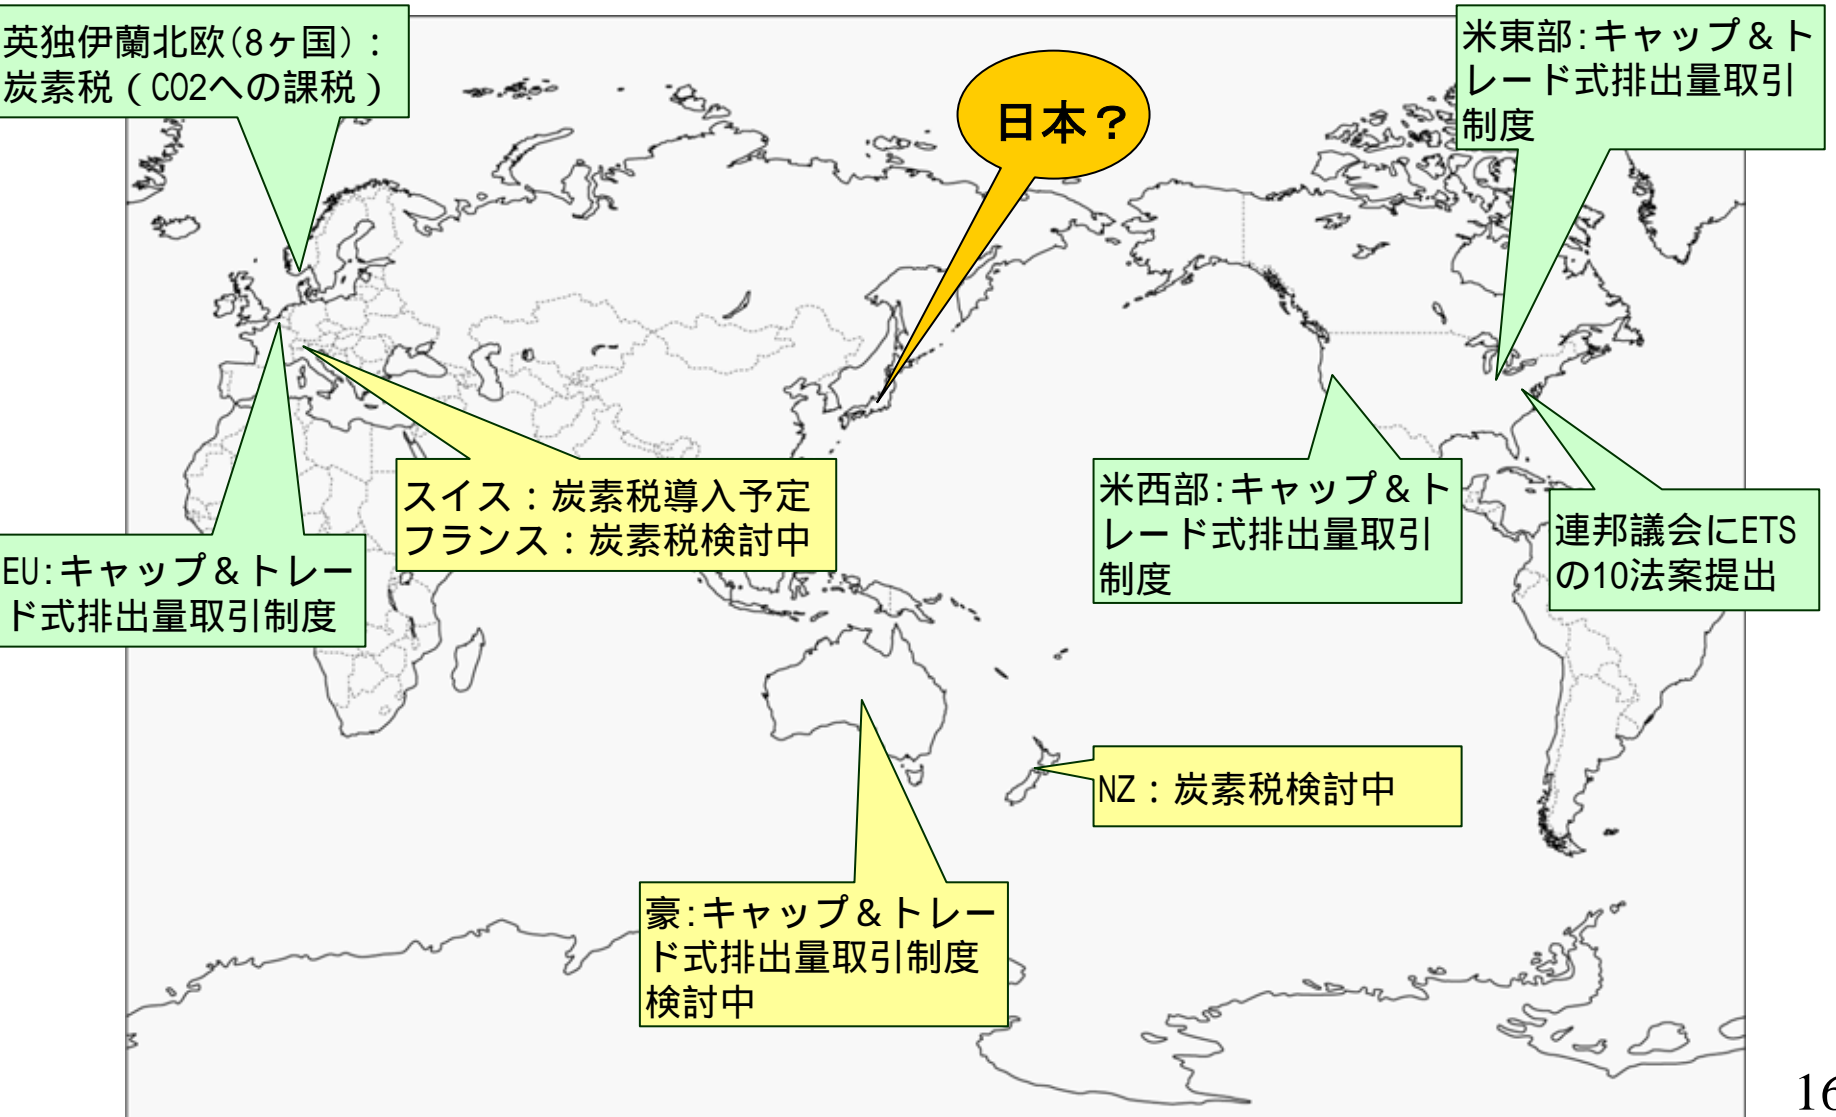 英独伊蘭北欧(8ヶ国):
炭素税(CO2への課税)
日本?
米東部:キャップ&ト
レード式排出量取引
制度
スイス:炭素税導入予定
フランス:炭素税検討中
米西部:キャップ&ト
レード式排出量取引
制度
連邦議会にETS
の10法案提出
EU:キャップ&トレー
ド式排出量取引制度
NZ:炭素税検討中
豪:キャップ&トレー
ド式排出量取引制度
検討中
16